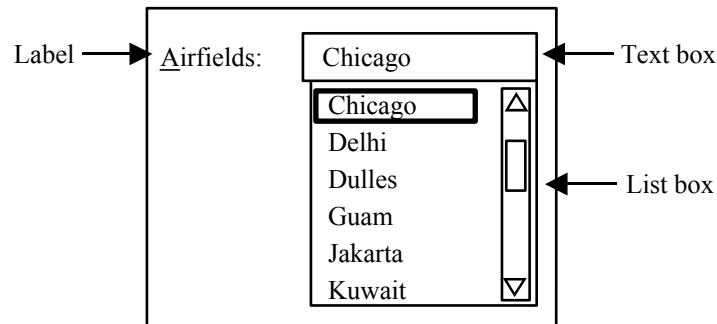 Label Airfields: Chicago Text box
Chicago
Delhi
Dulles
List box
Guam
Jakarta
Kuwait